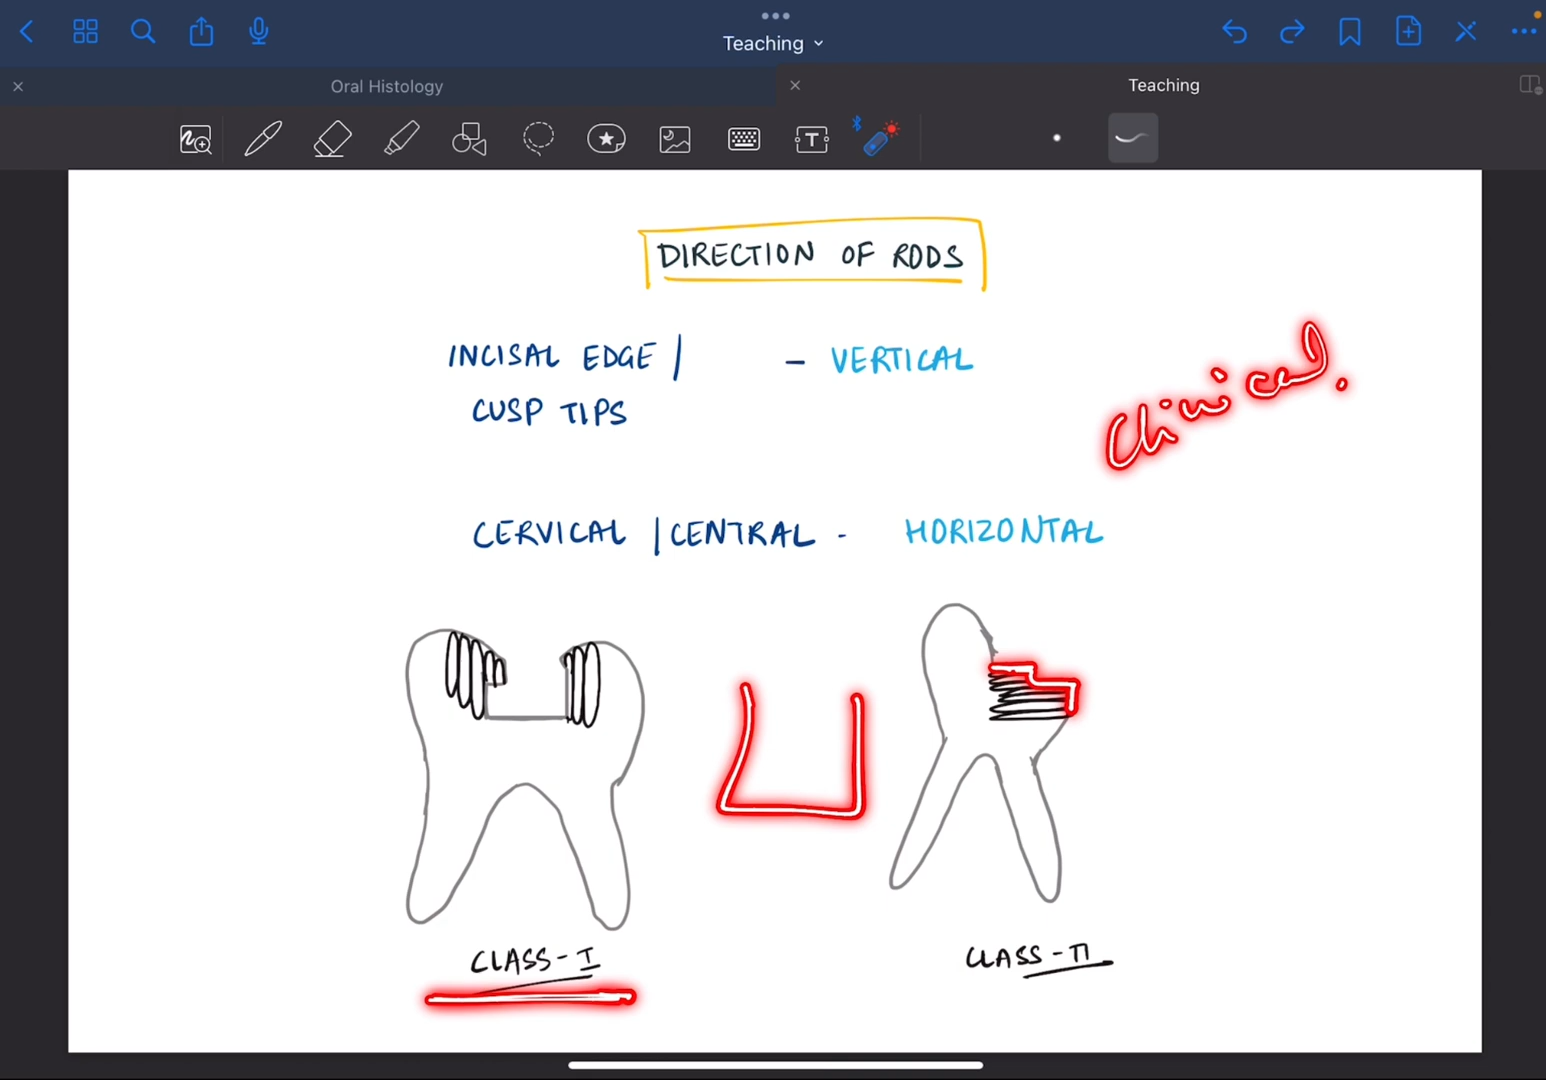 Teaching
Oral Histology
Teaching
T
DIRECTION OF RODS
INCISAL EDGE | - VERTICAL
CUSP TIPS
Clinical.
CERVICAL | CENTRAL - HORIZONTAL
CLASS - I
CLASS - II